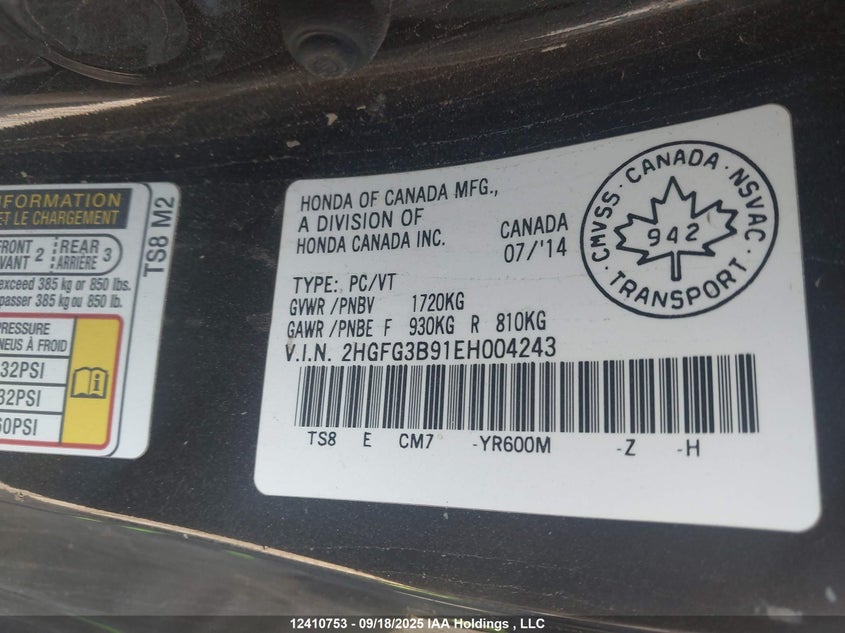 NFORMATION
ET LE CHARGEMENT
FRONT 2 REAR 3
VANT ARRIÈRE
exceed 385 kg or 850 lbs.
passer 385 kg ou 850 lb.
PRESSURE
NEUS À FROID
32PSI
32PSI
60PSI
TS8 M2
HONDA OF CANADA MFG.,
A DIVISION OF
HONDA CANADA INC.
CANADA
07/'14
TYPE: PC/VT
GVWR/PNBV 1720KG
GAWR/PNBE F 930KG R 810KG
V.I.N. 2HGFG3B91EH004243
TS8 E CM7 -YR600M -Z -H
CMVSS · CANADA · NSVAC
942
· TRANSPORT ·
12410753 - 09/18/2025 IAA Holdings , LLC